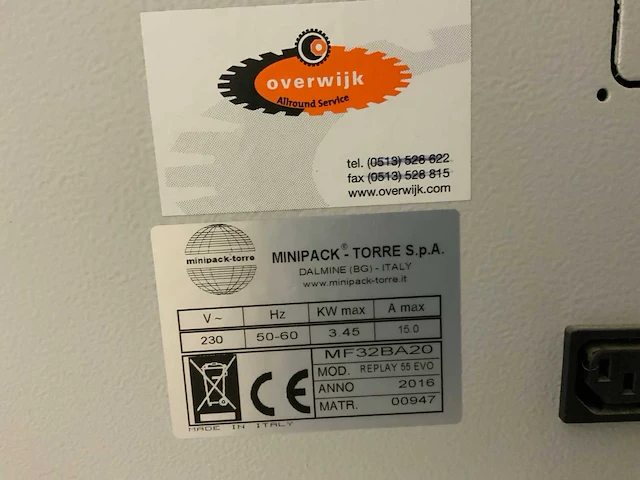 overwijk
Allround Service
tel. (0513) 528 622
fax (0513) 528 815
www.overwijk.com
minipack-torre
MINIPACK® - TORRE S.p.A.
DALMINE (BG) - ITALY
www.minipack-torre.it
V~ Hz KW max A max
230 50-60 3.45 15.0
MF32BA20
MOD. REPLAY 55 EVO
ANNO 2016
MATR. 00947
CE
MADE IN ITALY